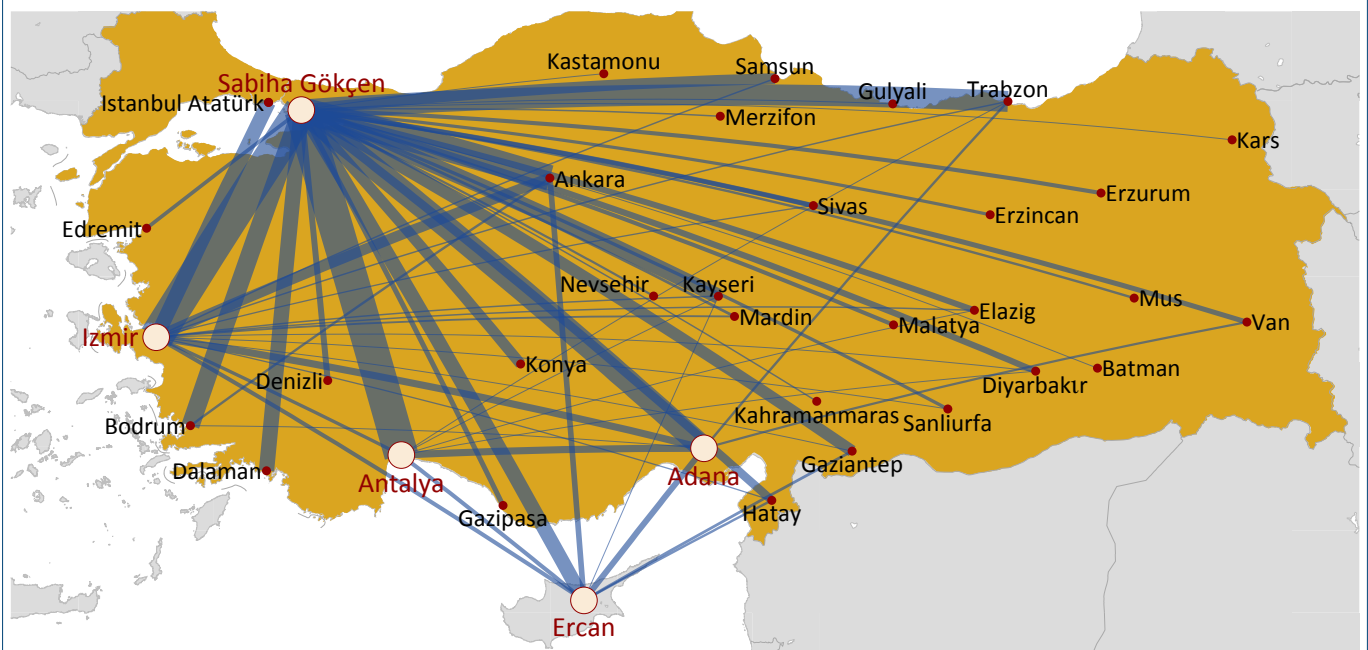 Kastamonu
Samsun
Sabiha Gökçen
Istanbul Atatürk
Gulyali
Trabzon
Merzifon
Kars
Ankara
Erzurum
Sivas
Erzincan
Edremit
Nevsehir
Kayseri
Mus
Elazig
Mardin
Malatya
Van
Izmir
Konya
Batman
Denizli
Diyarbakır
Kahramanmaras
Sanliurfa
Bodrum
Gaziantep
Dalaman
Antalya
Adana
Gazipasa
Hatay
Ercan